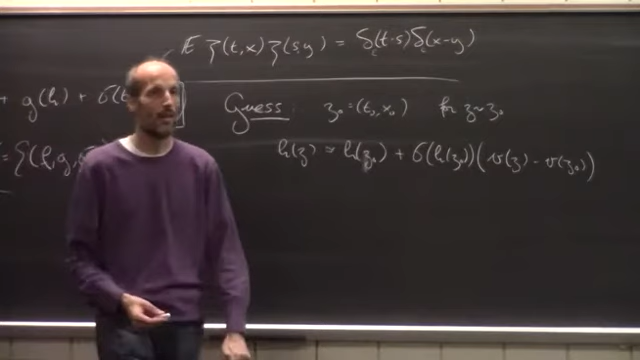 E ζ(t,x) ζ(s,y) = δ(t-s) δ(x-y)
+ g(h) + σ(t
Guess: z₀=(t₀,x₀) for z≈z₀
h(z) ≈ h(z₀) + σ(h(z₀))(v(z) - v(z₀))
= ξ(h,g,